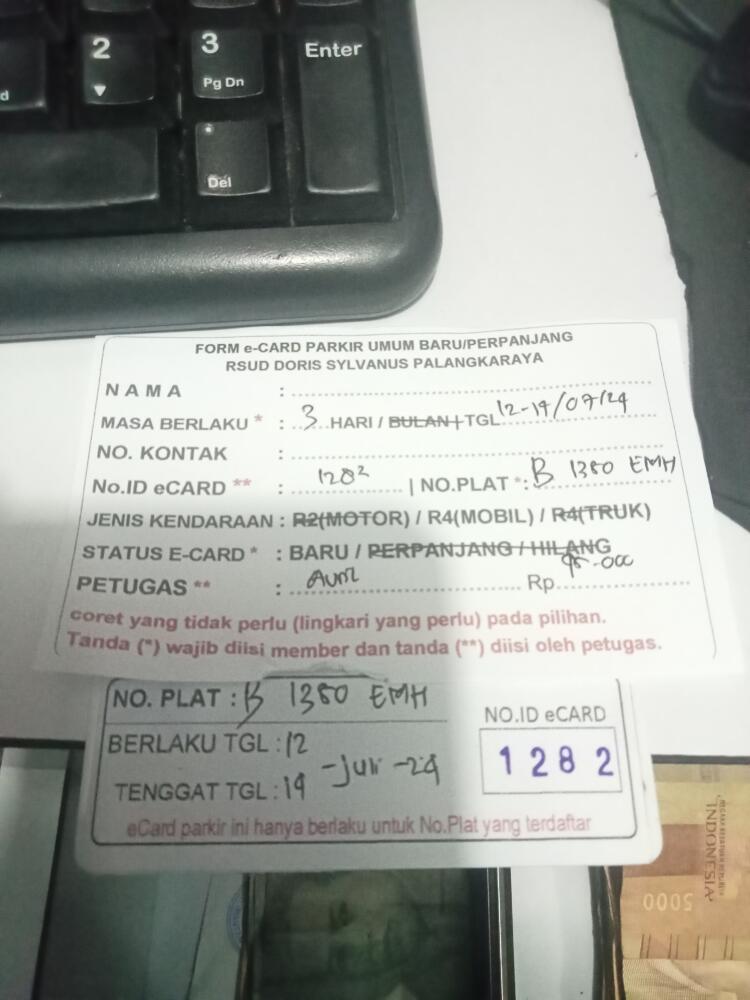 2
3
Enter
Pg Dn
Del
FORM e-CARD PARKIR UMUM BARU/PERPANJANG
RSUD DORIS SYLVANUS PALANGKARAYA
NAMA :
MASA BERLAKU * : 3 HARI / BULAN | TGL 12-14/07/24
NO. KONTAK :
No.ID eCARD ** : 1282 | NO.PLAT *: B 1380 EMH
JENIS KENDARAAN : R2(MOTOR) / R4(MOBIL) / R4(TRUK)
STATUS E-CARD * : BARU / PERPANJANG / HILANG
PETUGAS ** : Rp
coret yang tidak perlu (lingkari yang perlu) pada pilihan.
Tanda (*) wajib diisi member dan tanda (**) diisi oleh petugas.
NO. PLAT : B 1380 EMH
NO.ID eCARD
1282
BERLAKU TGL : 12
TENGGAT TGL : 14 - Juli - 24
eCard parkir ini hanya berlaku untuk No.Plat yang terdaftar
INDONESIA
5000